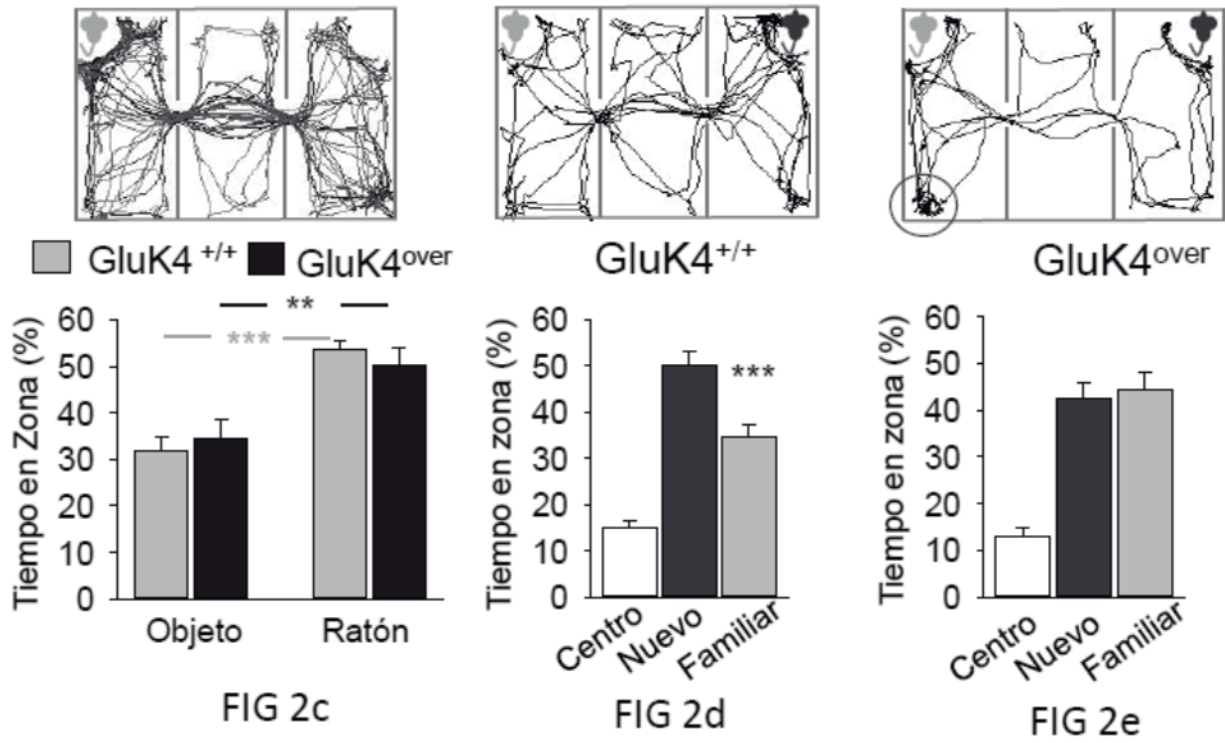 GluK4 +/+ GluK4over
GluK4+/+
GluK4over
Tiempo en Zona (%)
60
50
40
30
20
10
0
**
***
Objeto Ratón
FIG 2c
Tiempo en zona (%)
60
50
40
30
20
10
0
***
Centro
Nuevo
Familiar
FIG 2d
Tiempo en zona (%)
60
50
40
30
20
10
0
Centro
Nuevo
Familiar
FIG 2e